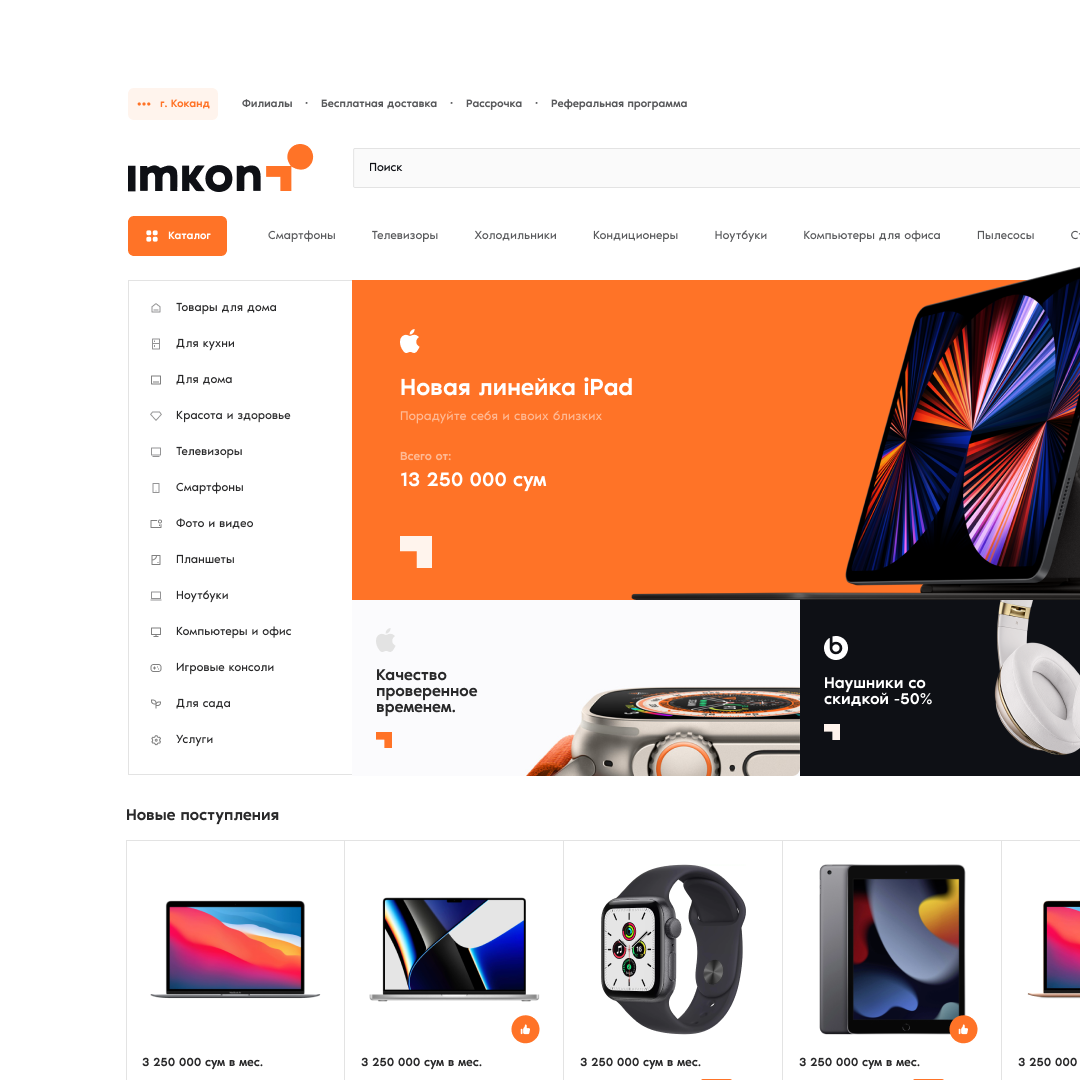 г. Коканд
Филиалы · Бесплатная доставка · Рассрочка · Реферальная программа
ımkon
Поиск
Каталог
Смартфоны Телевизоры Холодильники Кондиционеры Ноутбуки Компьютеры для офиса Пылесосы
Товары для дома
Для кухни
Для дома
Красота и здоровье
Телевизоры
Смартфоны
Фото и видео
Планшеты
Ноутбуки
Компьютеры и офис
Игровые консоли
Для сада
Услуги
Новая линейка iPad
Порадуйте себя и своих близких
Всего от:
13 250 000 сум
Качество
проверенное
временем.
b
Наушники со
скидкой -50%
Новые поступления
3 250 000 сум в мес.
3 250 000 сум в мес.
3 250 000 сум в мес.
3 250 000 сум в мес.
3 250 000